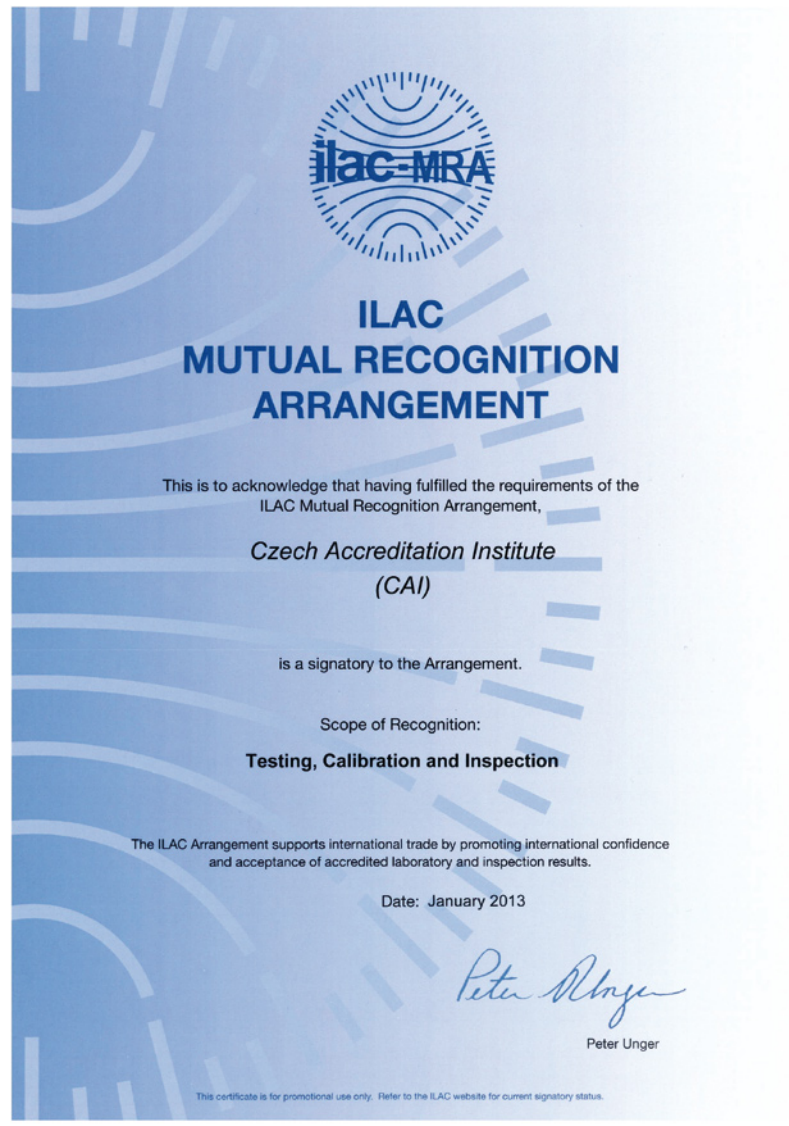 ilac-MRA
ILAC
MUTUAL RECOGNITION
ARRANGEMENT
This is to acknowledge that having fulfilled the requirements of the
ILAC Mutual Recognition Arrangement,
Czech Accreditation Institute
(CAI)
is a signatory to the Arrangement.
Scope of Recognition:
Testing, Calibration and Inspection
The ILAC Arrangement supports international trade by promoting international confidence
and acceptance of accredited laboratory and inspection results.
Date: January 2013
Peter Unger
Peter Unger
This certificate is for promotional use only. Refer to the ILAC website for current signatory status.